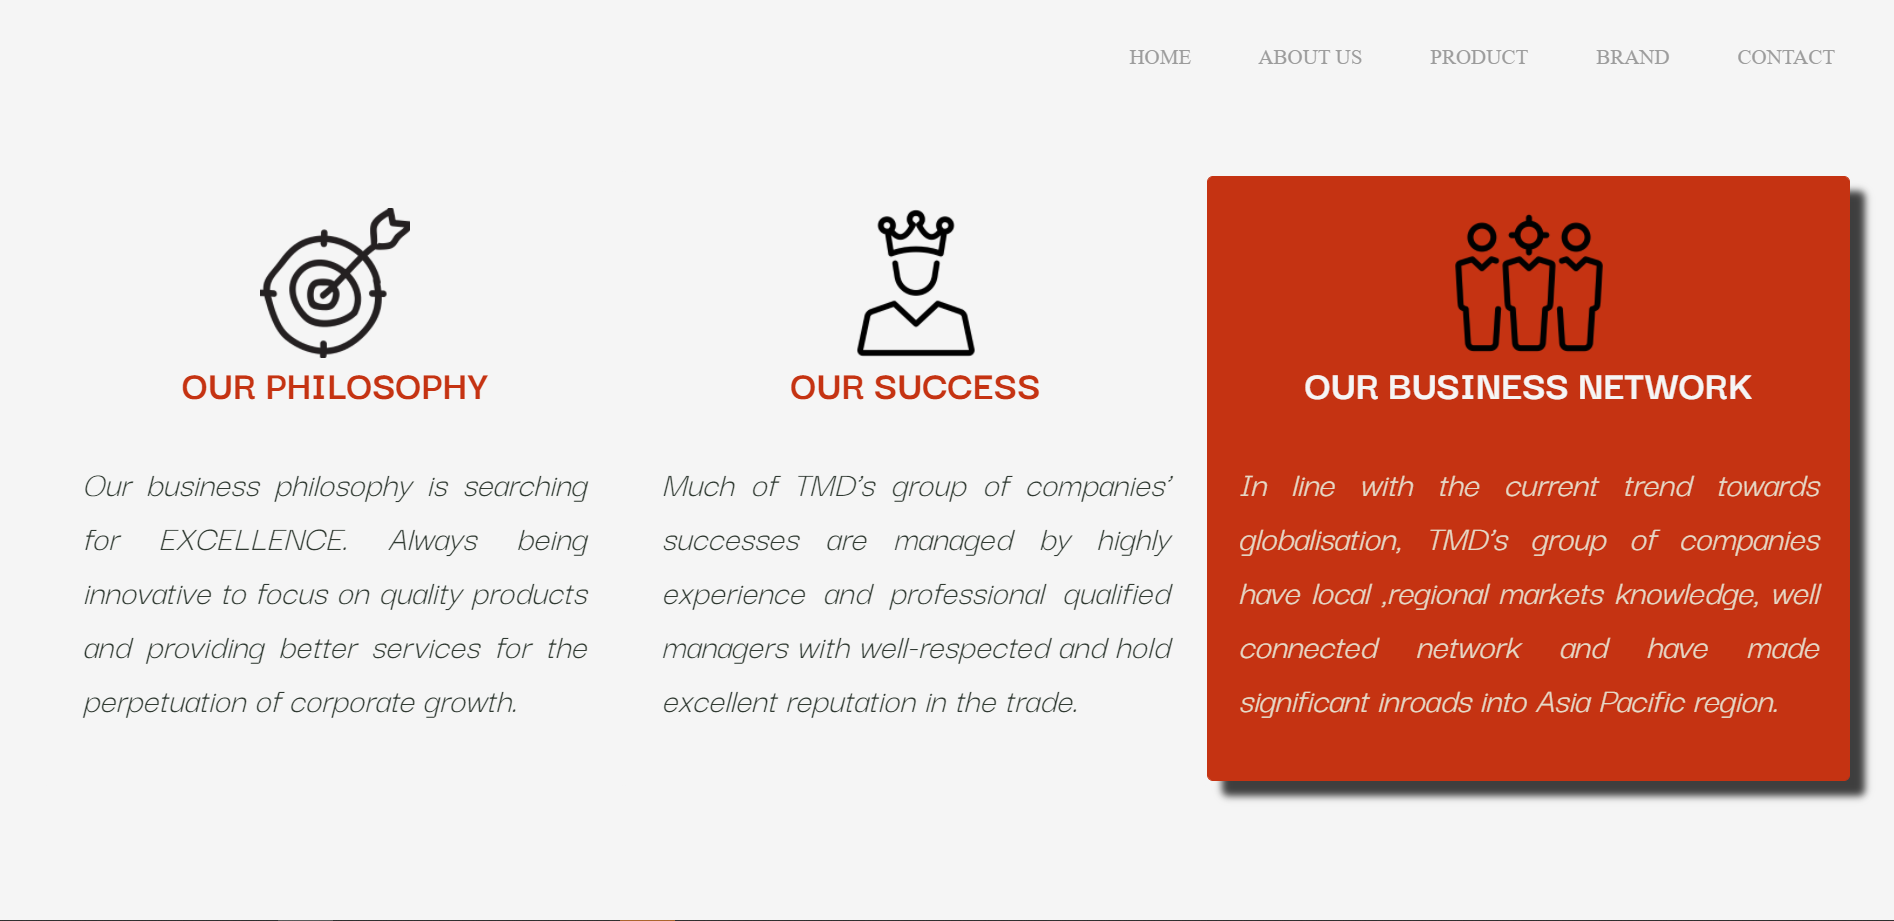 HOME ABOUT US PRODUCT BRAND CONTACT
OUR PHILOSOPHY
Our business philosophy is searching
for EXCELLENCE. Always being
innovative to focus on quality products
and providing better services for the
perpetuation of corporate growth.
OUR SUCCESS
Much of TMD’s group of companies’
successes are managed by highly
experience and professional qualified
managers with well-respected and hold
excellent reputation in the trade.
OUR BUSINESS NETWORK
In line with the current trend towards
globalisation, TMD’s group of companies
have local ,regional markets knowledge, well
connected network and have made
significant inroads into Asia Pacific region.